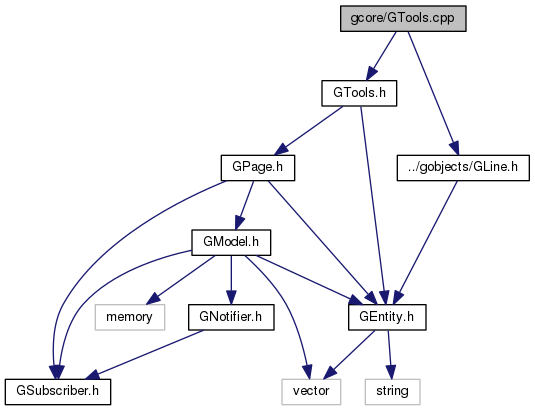 gcore/GTools.cpp
GTools.h
GPage.h
../gobjects/GLine.h
GModel.h
memory
GNotifier.h
GEntity.h
GSubscriber.h
vector
string